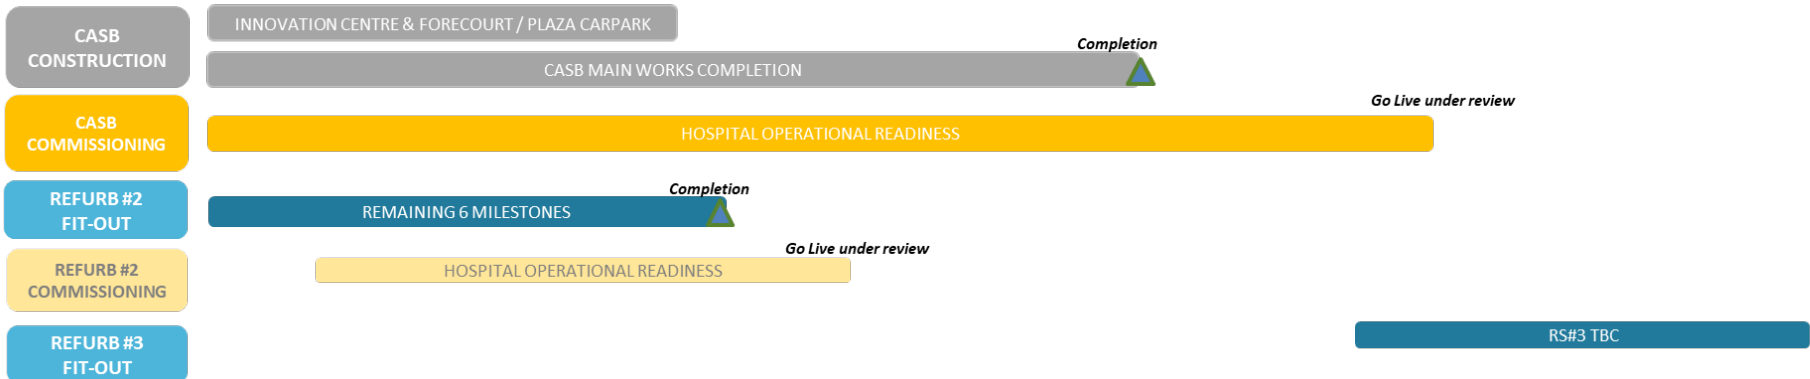 CASB
CONSTRUCTION
INNOVATION CENTRE & FORECOURT / PLAZA CARPARK
Completion
CASB MAIN WORKS COMPLETION
CASB
COMMISSIONING
Go Live under review
HOSPITAL OPERATIONAL READINESS
REFURB #2
FIT-OUT
Completion
REMAINING 6 MILESTONES
REFURB #2
COMMISSIONING
Go Live under review
HOSPITAL OPERATIONAL READINESS
REFURB #3
FIT-OUT
RS#3 TBC